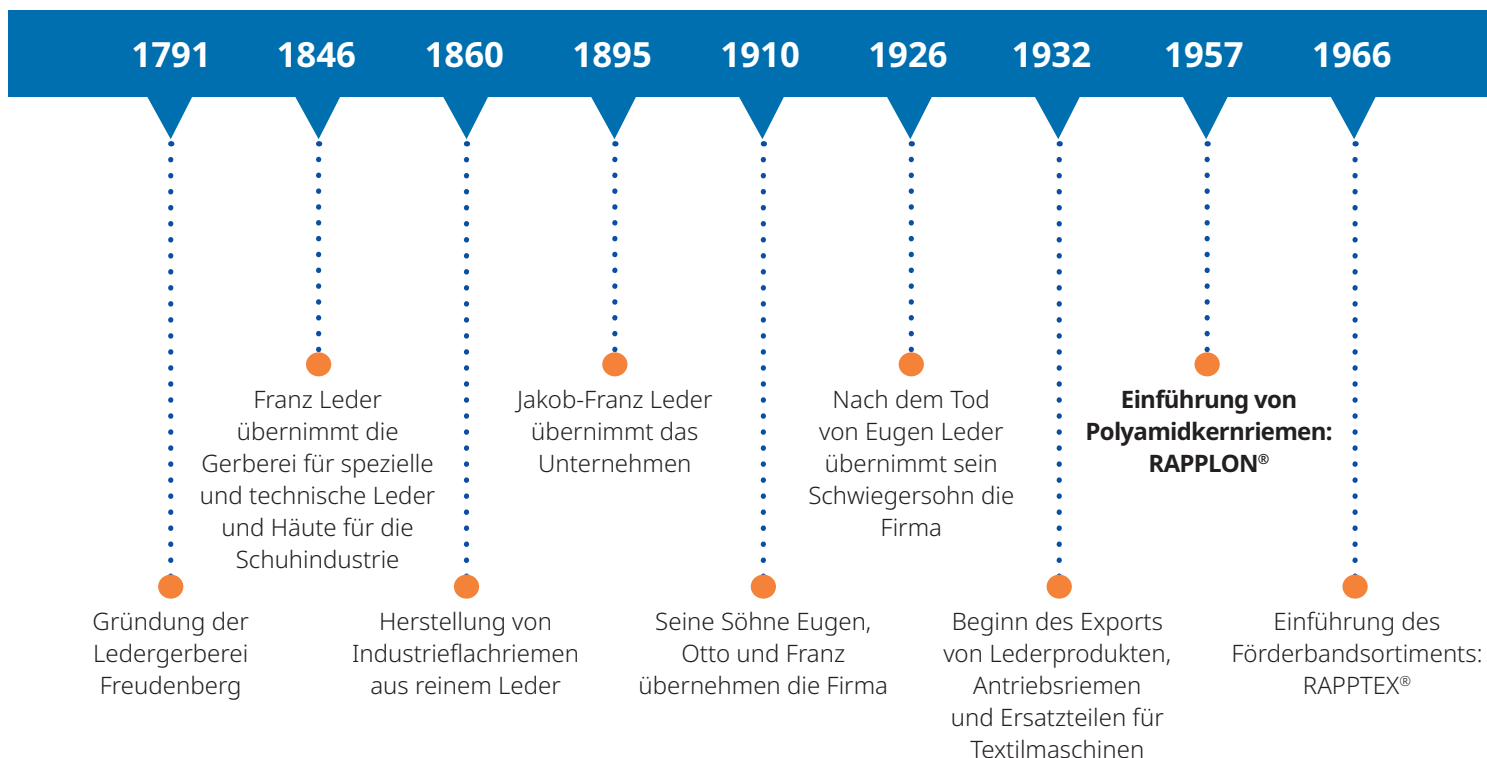 1791 1846 1860 1895 1910 1926 1932 1957 1966
Franz Leder
übernimmt die
Gerberei für spezielle
und technische Leder
und Häute für die
Schuhindustrie
Jakob-Franz Leder
übernimmt das
Unternehmen
Nach dem Tod
von Eugen Leder
übernimmt sein
Schwiegersohn die
Firma
Einführung von
Polyamidkernriemen:
RAPPLON®
Gründung der
Ledergerberei
Freudenberg
Herstellung von
Industrieflachriemen
aus reinem Leder
Seine Söhne Eugen,
Otto und Franz
übernehmen die Firma
Beginn des Exports
von Lederprodukten,
Antriebsriemen
und Ersatzteilen für
Textilmaschinen
Einführung des
Förderbandsortiments:
RAPPTEX®